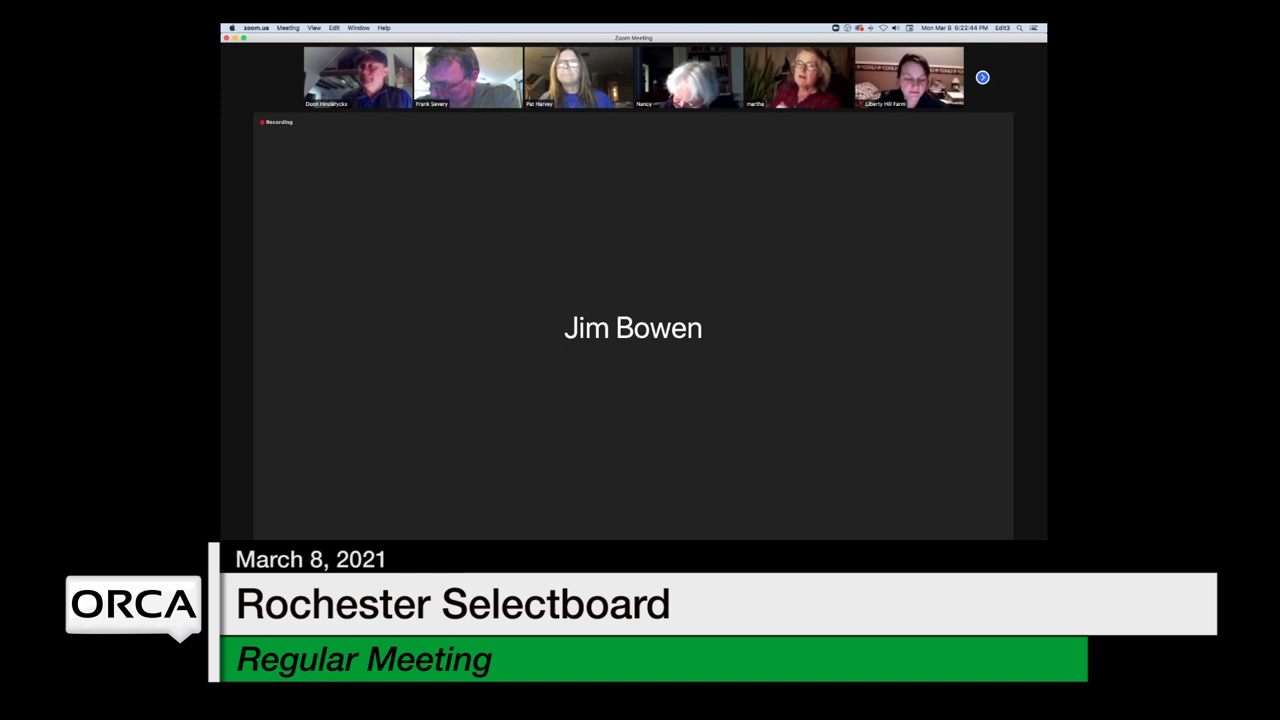 zoom.us Meeting View Edit Window Help Mon Mar 8 6:22:44 PM Edit3
Zoom Meeting
Doon Hinderyckx
Frank Severy
Pat Harvey
Nancy
martha
Liberty Hill Farm
Recording
Jim Bowen
March 8, 2021
ORCA
Rochester Selectboard
Regular Meeting